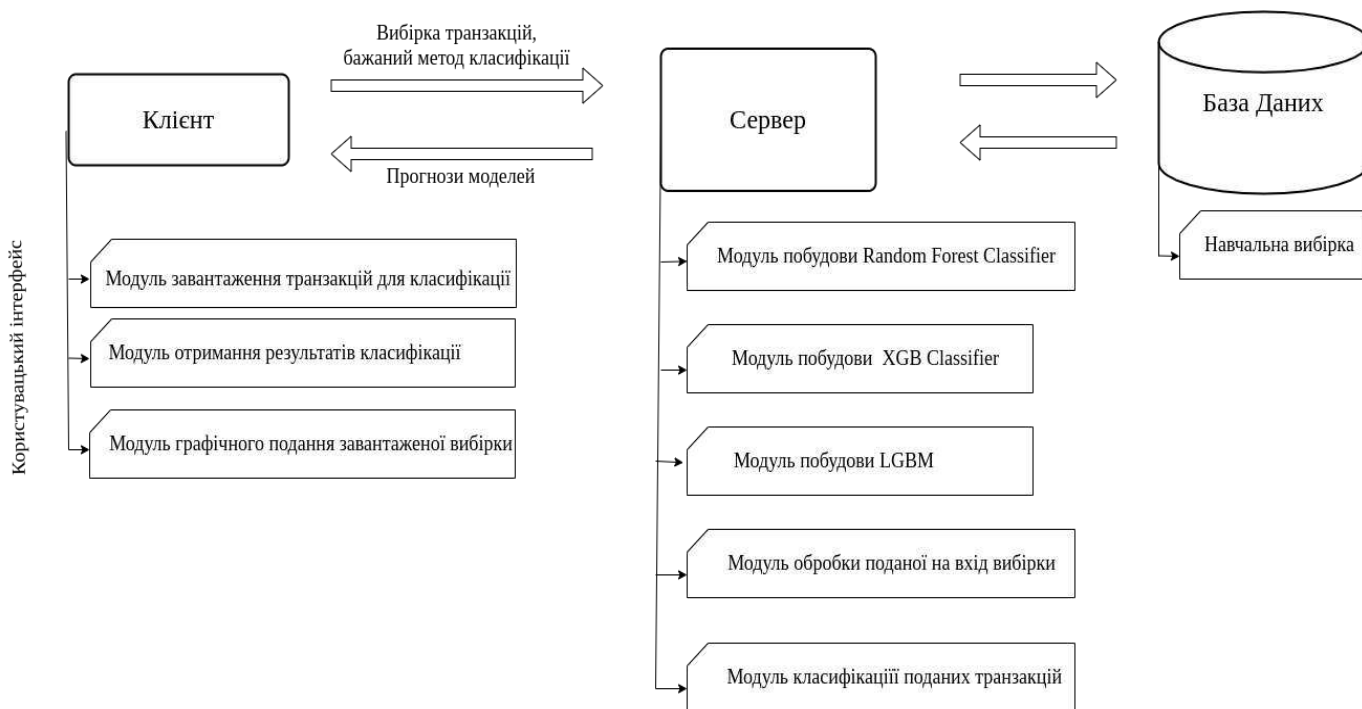 Вибірка транзакцій,
бажаний метод класифікації
Клієнт
Сервер
База Даних
Прогнози моделей
Користувацький інтерфейс
Модуль завантаження транзакцій для класифікації
Модуль отримання результатів класифікації
Модуль графічного подання завантаженої вибірки
Модуль побудови Random Forest Classifier
Модуль побудови XGB Classifier
Модуль побудови LGBM
Модуль обробки поданої на вхід вибірки
Модуль класифікаціїї поданих транзакцій
Навчальна вибірка